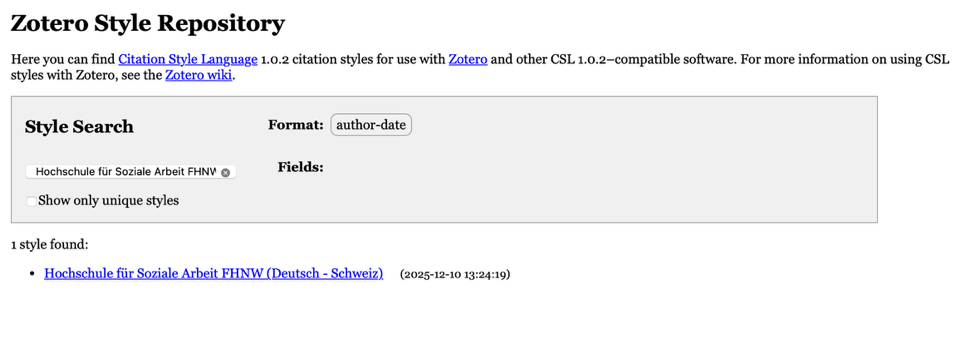 Zotero Style Repository
Here you can find Citation Style Language 1.0.2 citation styles for use with Zotero and other CSL 1.0.2–compatible software. For more information on using CSL
styles with Zotero, see the Zotero wiki.
Style Search
Format: author-date
Hochschule für Soziale Arbeit FHNW
Fields:
Show only unique styles
1 style found:
• Hochschule für Soziale Arbeit FHNW (Deutsch - Schweiz) (2025-12-10 13:24:19)